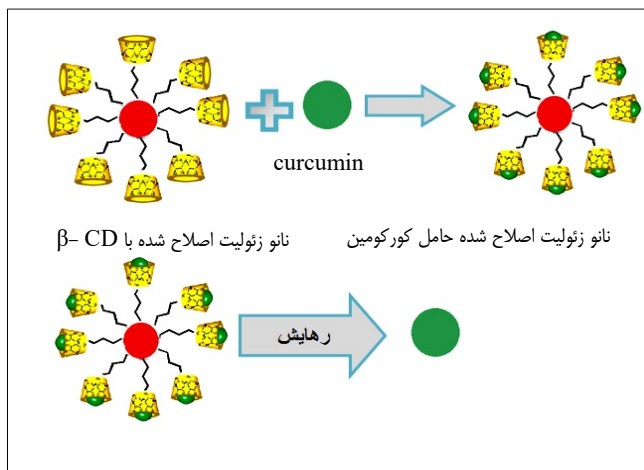 curcumin
نانو زئولیت اصلاح شده با β– CD
نانو زئولیت اصلاح شده حامل کورکومین
رهایش